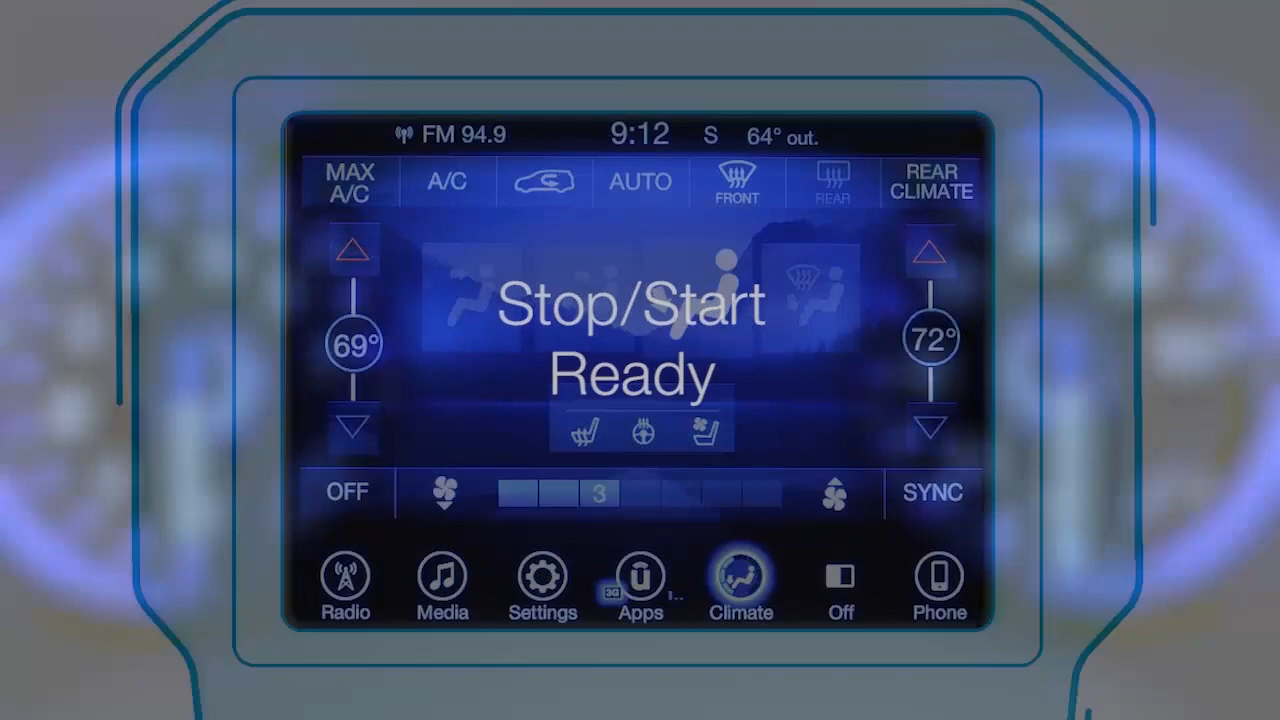 FM 94.9 9:12 S 64° out.
MAX A/C
A/C
AUTO
FRONT
REAR
REAR CLIMATE
Stop/Start
Ready
69°
72°
OFF
3
SYNC
3G
Radio Media Settings Apps Climate Off Phone